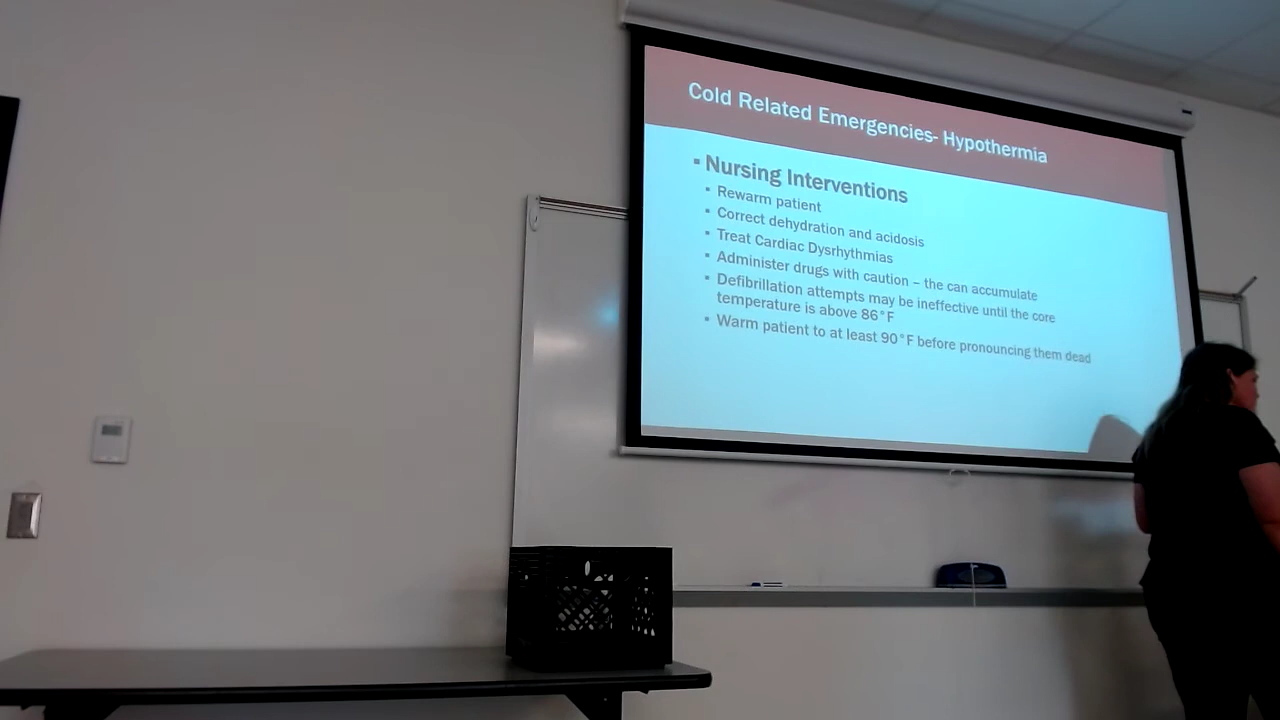 Cold Related Emergencies- Hypothermia
▪ Nursing Interventions
▪ Rewarm patient
▪ Correct dehydration and acidosis
▪ Treat Cardiac Dysrhythmias
▪ Administer drugs with caution – the can accumulate
▪ Defibrillation attempts may be ineffective until the core
temperature is above 86°F
▪ Warm patient to at least 90°F before pronouncing them dead